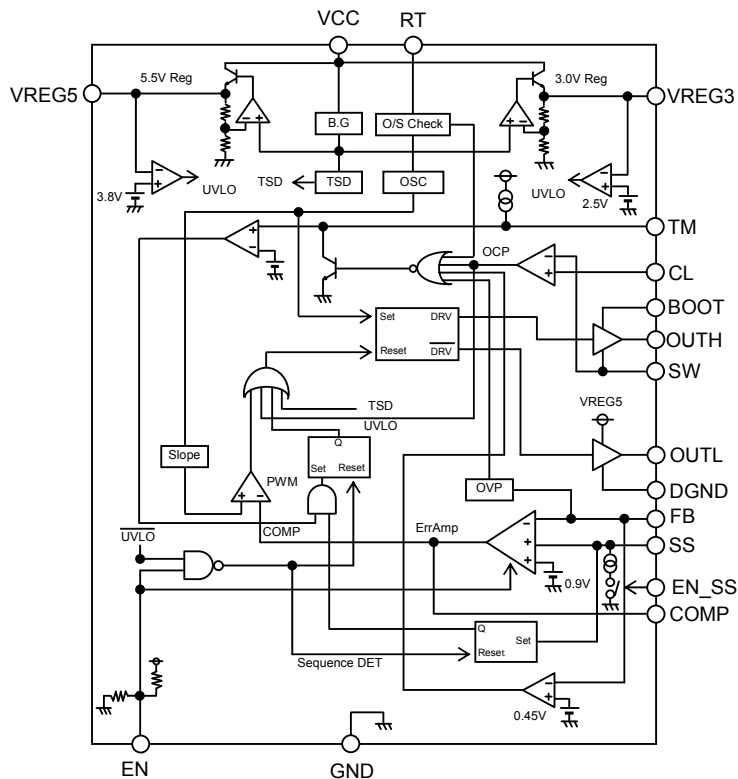 VCC RT
5.5V Reg 3.0V Reg
VREG5 VREG3
B.G O/S Check
+ - - +
- + UVLO TSD TSD OSC UVLO - +
3.8V 2.5V
TM
+ -
OCP - +
CL
BOOT
Set DRV
OUTH
Reset DRV
SW
TSD VREG5
UVLO
Q
Slope Set Reset OUTL
PWM
+ - OVP DGND
COMP ErrAmp - FB
UVLO + SS
+
0.9V EN_SS
COMP
Q Set
Reset
Sequence DET
- +
0.45V
EN GND